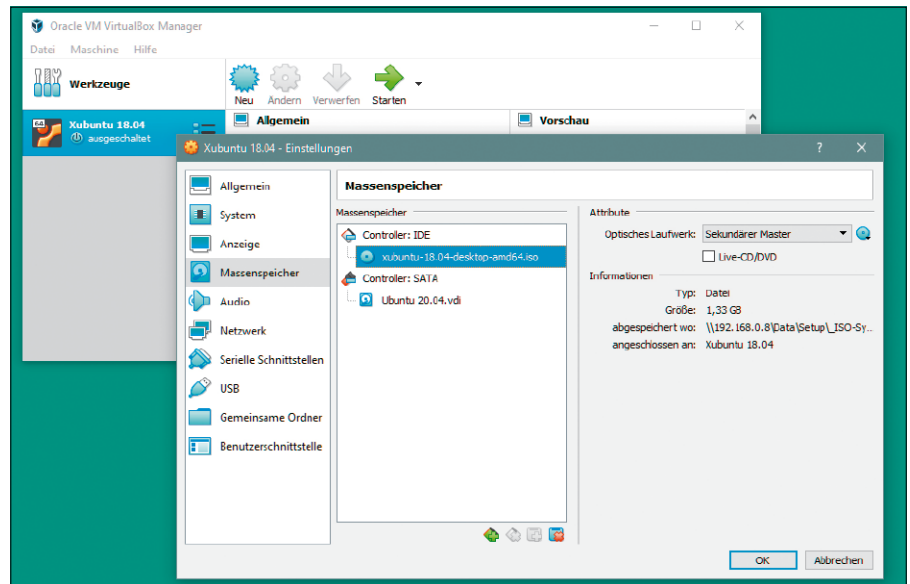 Oracle VM VirtualBox Manager
Datei Maschine Hilfe
Werkzeuge
Neu Ändern Verwerfen Starten
64
Xubuntu 18.04
ausgeschaltet
Allgemein
Vorschau
Xubuntu 18.04 - Einstellungen
? X
Allgemein
System
Anzeige
Massenspeicher
Audio
Netzwerk
Serielle Schnittstellen
USB
Gemeinsame Ordner
Benutzerschnittstelle
Massenspeicher
Massenspeicher
Controller: IDE
xubuntu-18.04-desktop-amd64.iso
Controller: SATA
Ubuntu 20.04.vdi
Attribute
Optisches Laufwerk: Sekundärer Master
Live-CD/DVD
Informationen
Typ: Datei
Größe: 1,33 GB
abgespeichert wo: \\192.168.0.8\Data\Setup\_ISO-Sy...
angeschlossen an: Xubuntu 18.04
OK Abbrechen